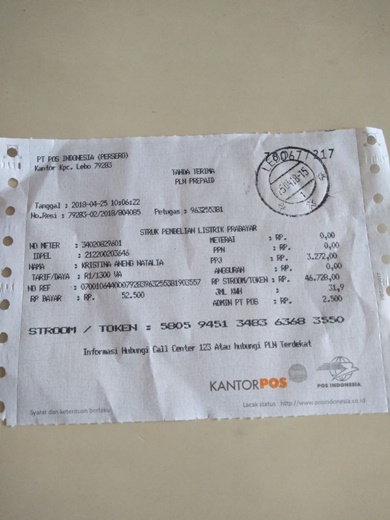 PT POS INDONESIA (PERSERO)
Kantor Kpc. Lebo 79283
700677217
TANDA TERIMA
PLN PREPAID
Tanggal : 2018-04-25 10:06:22
No.Resi : 79283-02/2018/004085 Petugas : 963255381
STRUK PEMBELIAN LISTRIK PRABAYAR
NO METER : 34020829601 METERAI : RP. 0,00
IDPEL : 212200203646 PPN : RP. 0,00
NAMA : KRISTINA AMENG NATALIA PPJ : RP. 3.272,00
TARIF/DAYA : R1/1300 VA ANGSURAN : RP. 0,00
NO REF : 07001064400079283963255381903557 RP STROOM/TOKEN : RP. 46.728,00
RP BAYAR : RP. 52.500 JML KWH : 31,9
ADMIN PT POS : RP. 2.500
STROOM / TOKEN : 5805 9451 3483 6368 3550
Informasi Hubungi Call Center 123 Atau hubungi PLN Terdekat
KANTORPOS
POS INDONESIA
Syarat dan ketentuan berlaku
Lacak status : http://www.posindonesia.co.id